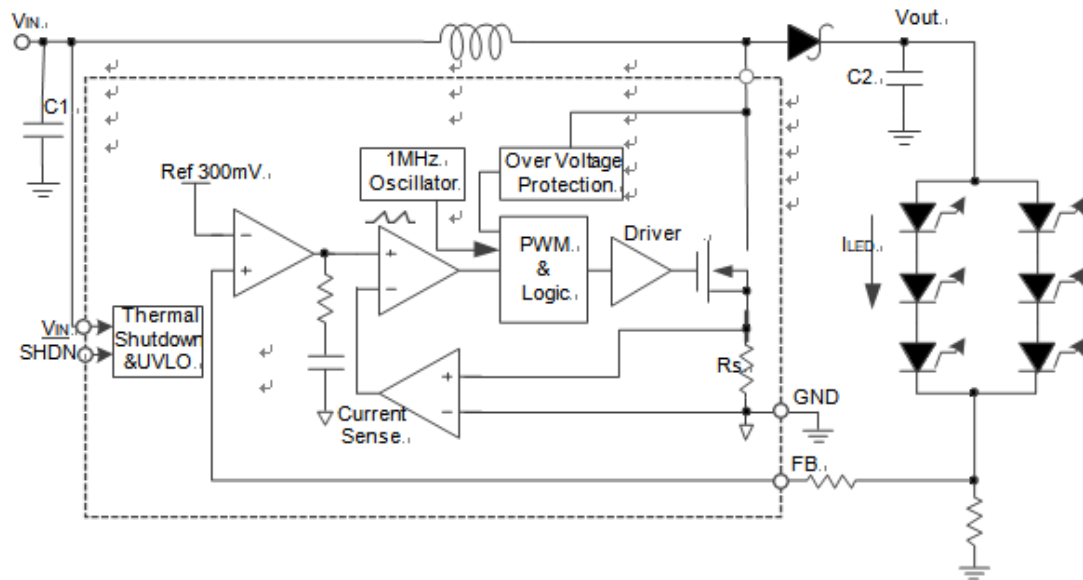 VIN.
Vout.
C1.
C2.
Ref 300mV.
1MHz.
Oscillator.
Over Voltage
Protection.
PWM.
&
Logic.
Driver
ILED.
VIN.
SHDN
Thermal
Shutdown
&UVLO.
Current
Sense.
Rs.
GND
FB.